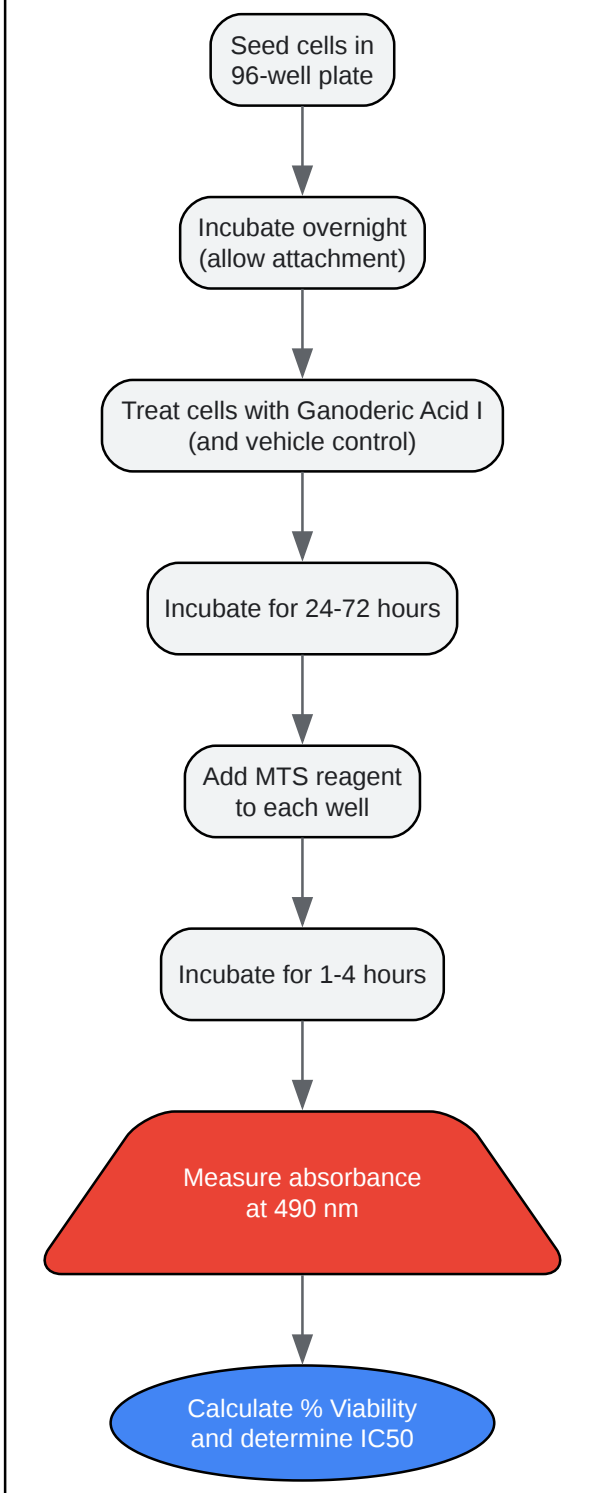 Seed cells in
96-well plate
Incubate overnight
(allow attachment)
Treat cells with Ganoderic Acid I
(and vehicle control)
Incubate for 24-72 hours
Add MTS reagent
to each well
Incubate for 1-4 hours
Measure absorbance
at 490 nm
Calculate % Viability
and determine IC50